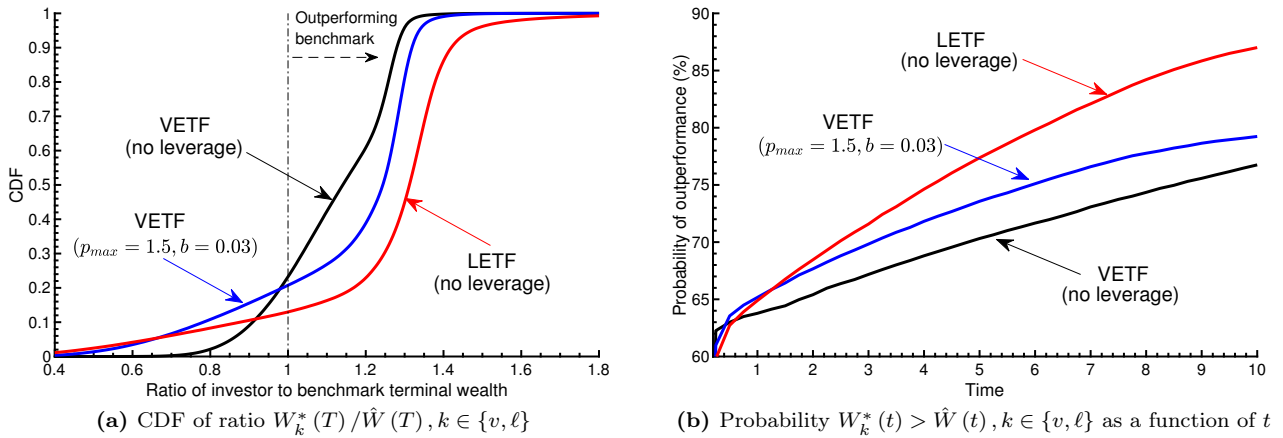 Outperforming
benchmark
VETF
(no leverage)
VETF
(p_max = 1.5, b = 0.03)
LETF
(no leverage)
CDF
1
0.9
0.8
0.7
0.6
0.5
0.4
0.3
0.2
0.1
0
0.4 0.6 0.8 1 1.2 1.4 1.6 1.8
Ratio of investor to benchmark terminal wealth
(a) CDF of ratio W_k^* (T) / Ŵ (T), k ∈ {v, ℓ}
LETF
(no leverage)
VETF
(p_max = 1.5, b = 0.03)
VETF
(no leverage)
Probability of outperformance (%)
90
85
80
75
70
65
60
1 2 3 4 5 6 7 8 9 10
Time
(b) Probability W_k^* (t) > Ŵ (t), k ∈ {v, ℓ} as a function of t